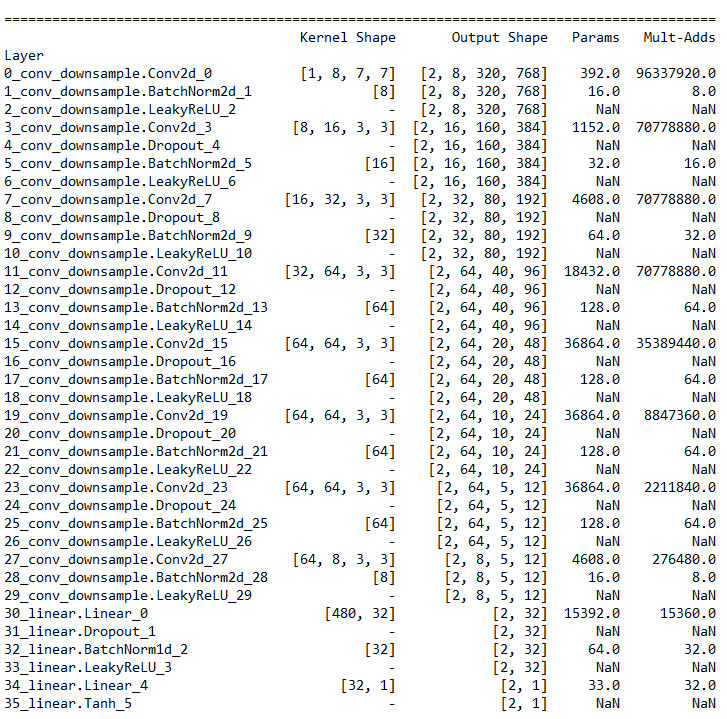 =========================================================================================
Kernel Shape Output Shape Params Mult-Adds
Layer
0_conv_downsample.Conv2d_0 [1, 8, 7, 7] [2, 8, 320, 768] 392.0 96337920.0
1_conv_downsample.BatchNorm2d_1 [8] [2, 8, 320, 768] 16.0 8.0
2_conv_downsample.LeakyReLU_2 - [2, 8, 320, 768] NaN NaN
3_conv_downsample.Conv2d_3 [8, 16, 3, 3] [2, 16, 160, 384] 1152.0 70778880.0
4_conv_downsample.Dropout_4 - [2, 16, 160, 384] NaN NaN
5_conv_downsample.BatchNorm2d_5 [16] [2, 16, 160, 384] 32.0 16.0
6_conv_downsample.LeakyReLU_6 - [2, 16, 160, 384] NaN NaN
7_conv_downsample.Conv2d_7 [16, 32, 3, 3] [2, 32, 80, 192] 4608.0 70778880.0
8_conv_downsample.Dropout_8 - [2, 32, 80, 192] NaN NaN
9_conv_downsample.BatchNorm2d_9 [32] [2, 32, 80, 192] 64.0 32.0
10_conv_downsample.LeakyReLU_10 - [2, 32, 80, 192] NaN NaN
11_conv_downsample.Conv2d_11 [32, 64, 3, 3] [2, 64, 40, 96] 18432.0 70778880.0
12_conv_downsample.Dropout_12 - [2, 64, 40, 96] NaN NaN
13_conv_downsample.BatchNorm2d_13 [64] [2, 64, 40, 96] 128.0 64.0
14_conv_downsample.LeakyReLU_14 - [2, 64, 40, 96] NaN NaN
15_conv_downsample.Conv2d_15 [64, 64, 3, 3] [2, 64, 20, 48] 36864.0 35389440.0
16_conv_downsample.Dropout_16 - [2, 64, 20, 48] NaN NaN
17_conv_downsample.BatchNorm2d_17 [64] [2, 64, 20, 48] 128.0 64.0
18_conv_downsample.LeakyReLU_18 - [2, 64, 20, 48] NaN NaN
19_conv_downsample.Conv2d_19 [64, 64, 3, 3] [2, 64, 10, 24] 36864.0 8847360.0
20_conv_downsample.Dropout_20 - [2, 64, 10, 24] NaN NaN
21_conv_downsample.BatchNorm2d_21 [64] [2, 64, 10, 24] 128.0 64.0
22_conv_downsample.LeakyReLU_22 - [2, 64, 10, 24] NaN NaN
23_conv_downsample.Conv2d_23 [64, 64, 3, 3] [2, 64, 5, 12] 36864.0 2211840.0
24_conv_downsample.Dropout_24 - [2, 64, 5, 12] NaN NaN
25_conv_downsample.BatchNorm2d_25 [64] [2, 64, 5, 12] 128.0 64.0
26_conv_downsample.LeakyReLU_26 - [2, 64, 5, 12] NaN NaN
27_conv_downsample.Conv2d_27 [64, 8, 3, 3] [2, 8, 5, 12] 4608.0 276480.0
28_conv_downsample.BatchNorm2d_28 [8] [2, 8, 5, 12] 16.0 8.0
29_conv_downsample.LeakyReLU_29 - [2, 8, 5, 12] NaN NaN
30_linear.Linear_0 [480, 32] [2, 32] 15392.0 15360.0
31_linear.Dropout_1 - [2, 32] NaN NaN
32_linear.BatchNorm1d_2 [32] [2, 32] 64.0 32.0
33_linear.LeakyReLU_3 - [2, 32] NaN NaN
34_linear.Linear_4 [32, 1] [2, 1] 33.0 32.0
35_linear.Tanh_5 - [2, 1] NaN NaN